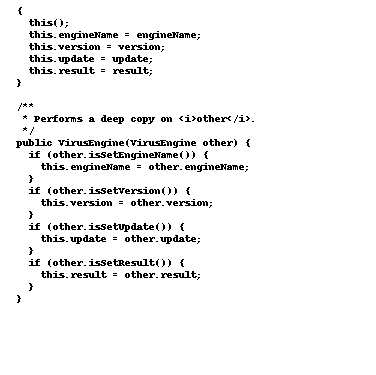 {
  this();
  this.engineName = engineName;
  this.version = version;
  this.update = update;
  this.result = result;
}

/**
 * Performs a deep copy on <i>other</i>.
 */
public VirusEngine(VirusEngine other) {
  if (other.isSetEngineName()) {
    this.engineName = other.engineName;
  }
  if (other.isSetVersion()) {
    this.version = other.version;
  }
  if (other.isSetUpdate()) {
    this.update = other.update;
  }
  if (other.isSetResult()) {
    this.result = other.result;
  }
}